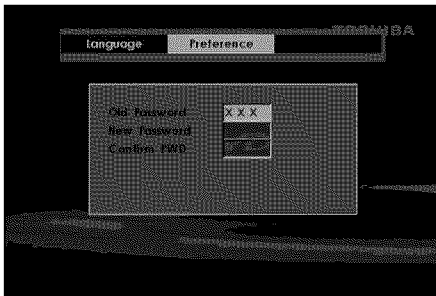 TOSHIBA
Language Preference
Old Password X X X
New Password
Confirm PWD